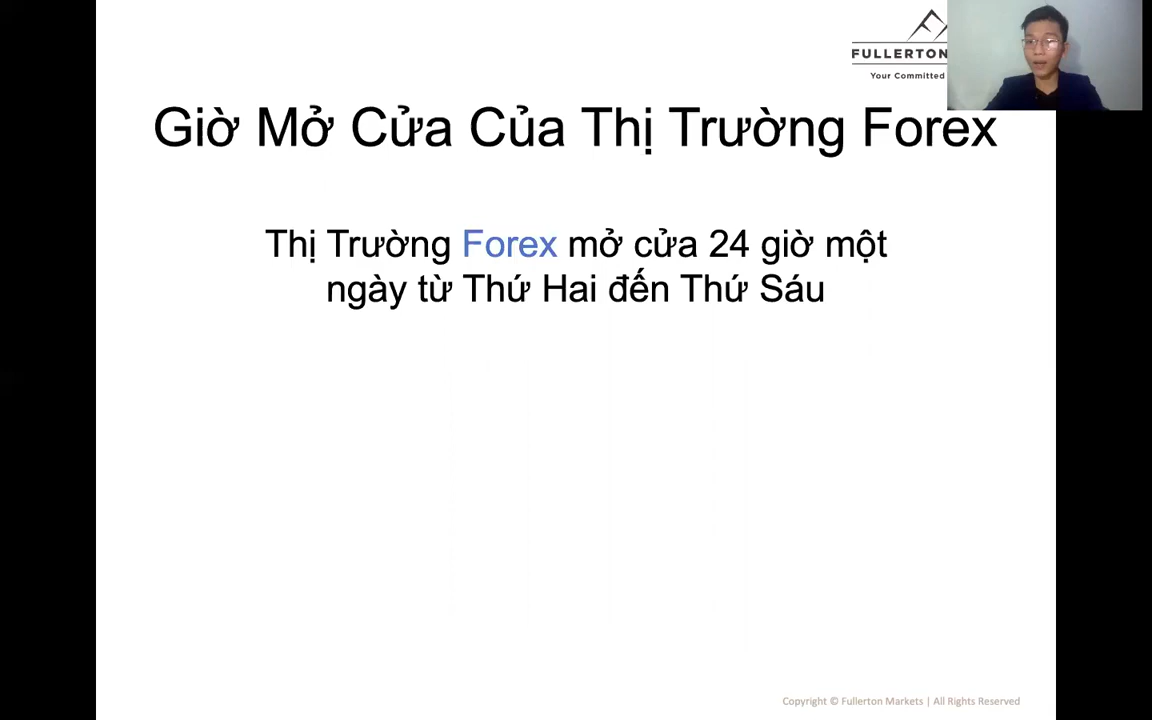 FULLERTON
Your Committed
Giờ Mở Cửa Của Thị Trường Forex
Thị Trường Forex mở cửa 24 giờ một
ngày từ Thứ Hai đến Thứ Sáu
Copyright © Fullerton Markets | All Rights Reserved